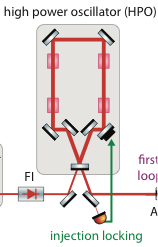 high power oscillator (HPO)
FI
first
loop
A
injection locking